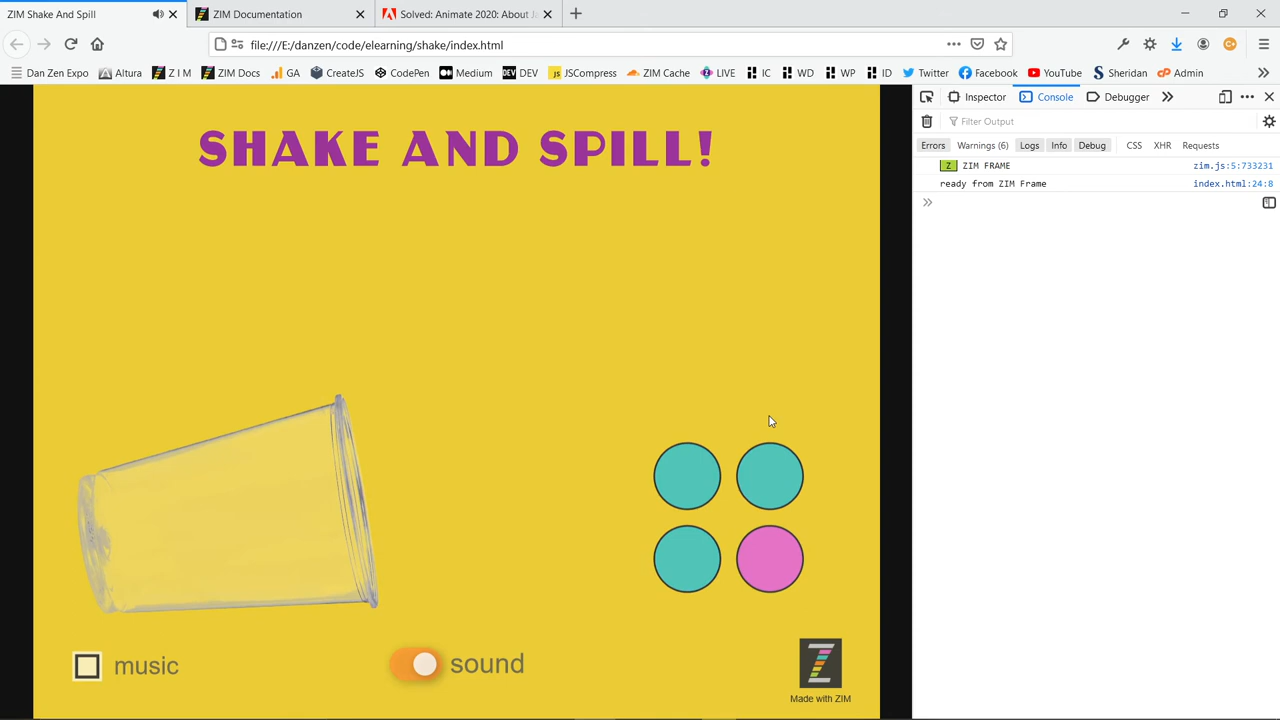 ZIM Shake And Spill
ZIM Documentation
Solved: Animate 2020: About Ja
file:///E:/danzen/code/elearning/shake/index.html
Dan Zen Expo
Altura
Z I M
ZIM Docs
GA
CreateJS
CodePen
Medium
DEV
JSCompress
ZIM Cache
LIVE
IC
WD
WP
ID
Twitter
Facebook
YouTube
Sheridan
Admin
Inspector
Console
Debugger
Filter Output
Errors
Warnings (6)
Logs
Info
Debug
CSS
XHR
Requests
Z ZIM FRAME
zim.js:5:733231
ready from ZIM Frame
index.html:24:8
SHAKE AND SPILL!
music
sound
Made with ZIM